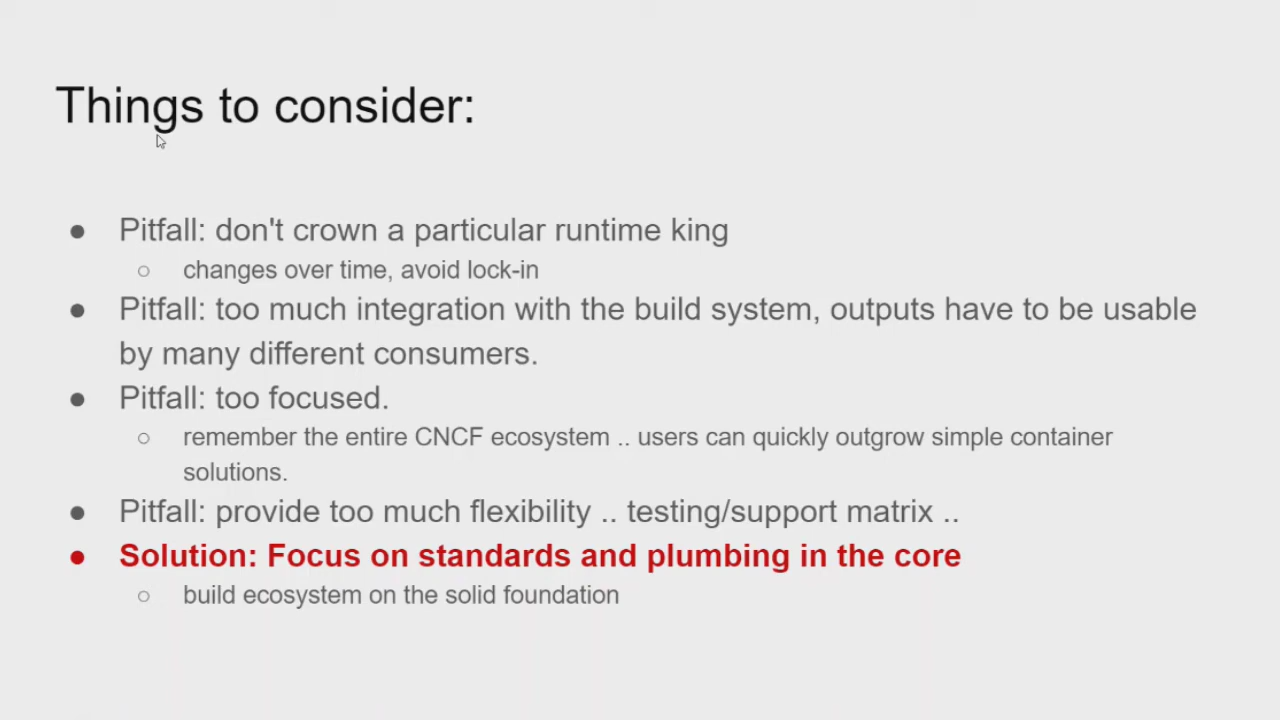 Things to consider:
● Pitfall: don't crown a particular runtime king
○ changes over time, avoid lock-in
● Pitfall: too much integration with the build system, outputs have to be usable
by many different consumers.
● Pitfall: too focused.
○ remember the entire CNCF ecosystem .. users can quickly outgrow simple container
solutions.
● Pitfall: provide too much flexibility .. testing/support matrix ..
● Solution: Focus on standards and plumbing in the core
○ build ecosystem on the solid foundation